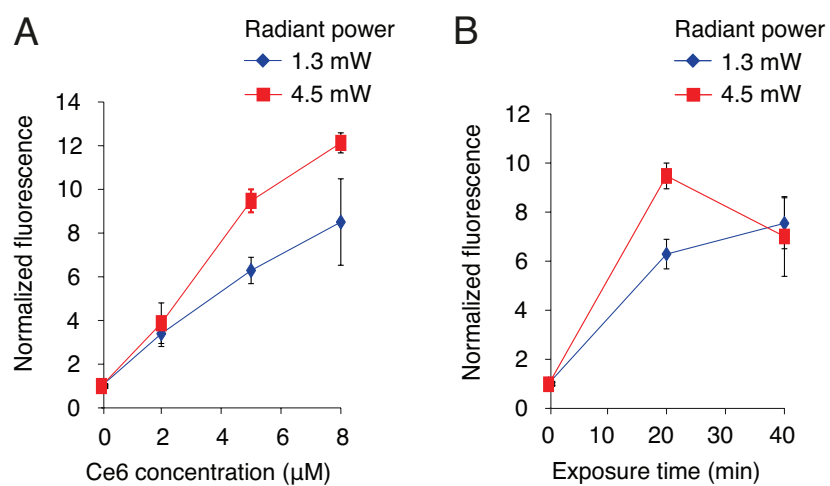 A
Radiant power
1.3 mW
4.5 mW
Normalized fluorescence
14
12
10
8
6
4
2
0
0 2 4 6 8
Ce6 concentration (μM)
B
Radiant power
1.3 mW
4.5 mW
Normalized fluorescence
12
10
8
6
4
2
0
0 10 20 30 40
Exposure time (min)